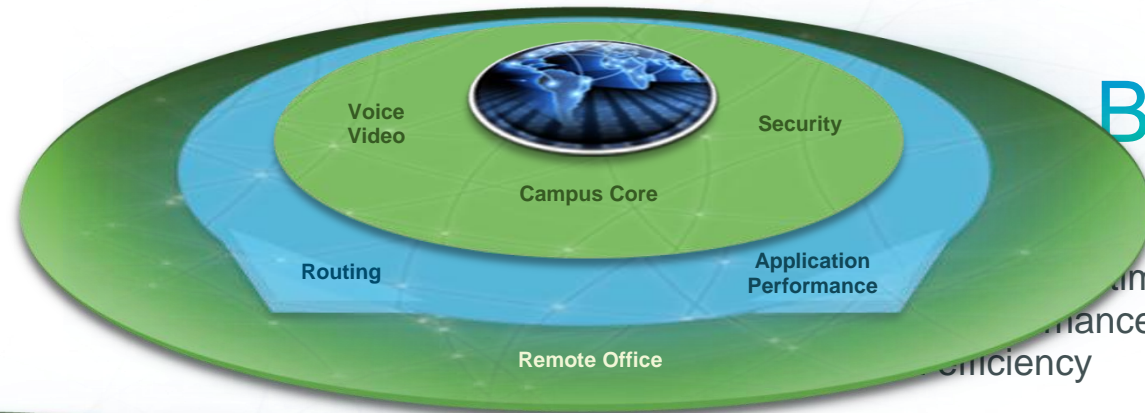 Voice
Video
Security
Campus Core
Routing
Application
Performance
Remote Office